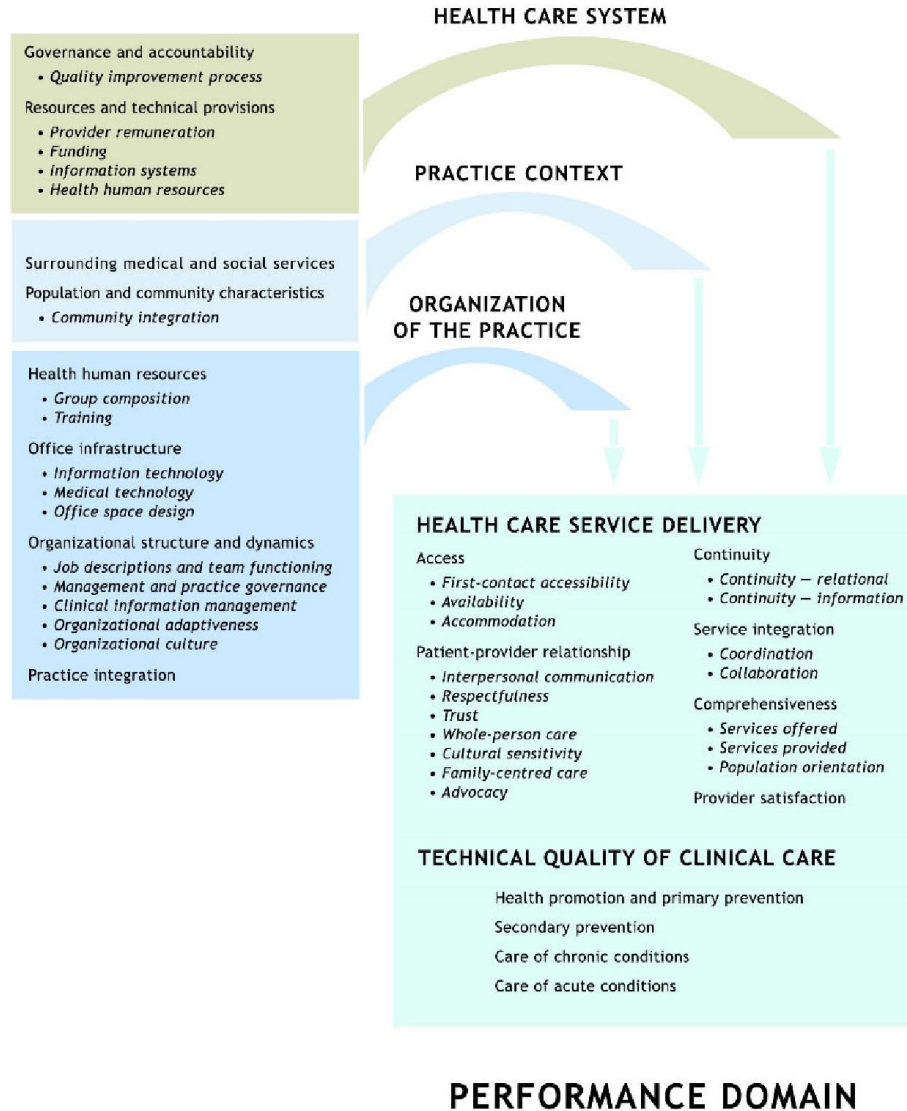 HEALTH CARE SYSTEM
Governance and accountability
• Quality improvement process
Resources and technical provisions
• Provider remuneration
• Funding
• Information systems
• Health human resources
PRACTICE CONTEXT
Surrounding medical and social services
Population and community characteristics
• Community integration
ORGANIZATION
OF THE PRACTICE
Health human resources
• Group composition
• Training
Office infrastructure
• Information technology
• Medical technology
• Office space design
Organizational structure and dynamics
• Job descriptions and team functioning
• Management and practice governance
• Clinical information management
• Organizational adaptiveness
• Organizational culture
Practice integration
HEALTH CARE SERVICE DELIVERY
Access
• First-contact accessibility
• Availability
• Accommodation
Patient-provider relationship
• Interpersonal communication
• Respectfulness
• Trust
• Whole-person care
• Cultural sensitivity
• Family-centred care
• Advocacy
Continuity
• Continuity — relational
• Continuity — information
Service integration
• Coordination
• Collaboration
Comprehensiveness
• Services offered
• Services provided
• Population orientation
Provider satisfaction
TECHNICAL QUALITY OF CLINICAL CARE
Health promotion and primary prevention
Secondary prevention
Care of chronic conditions
Care of acute conditions
PERFORMANCE DOMAIN